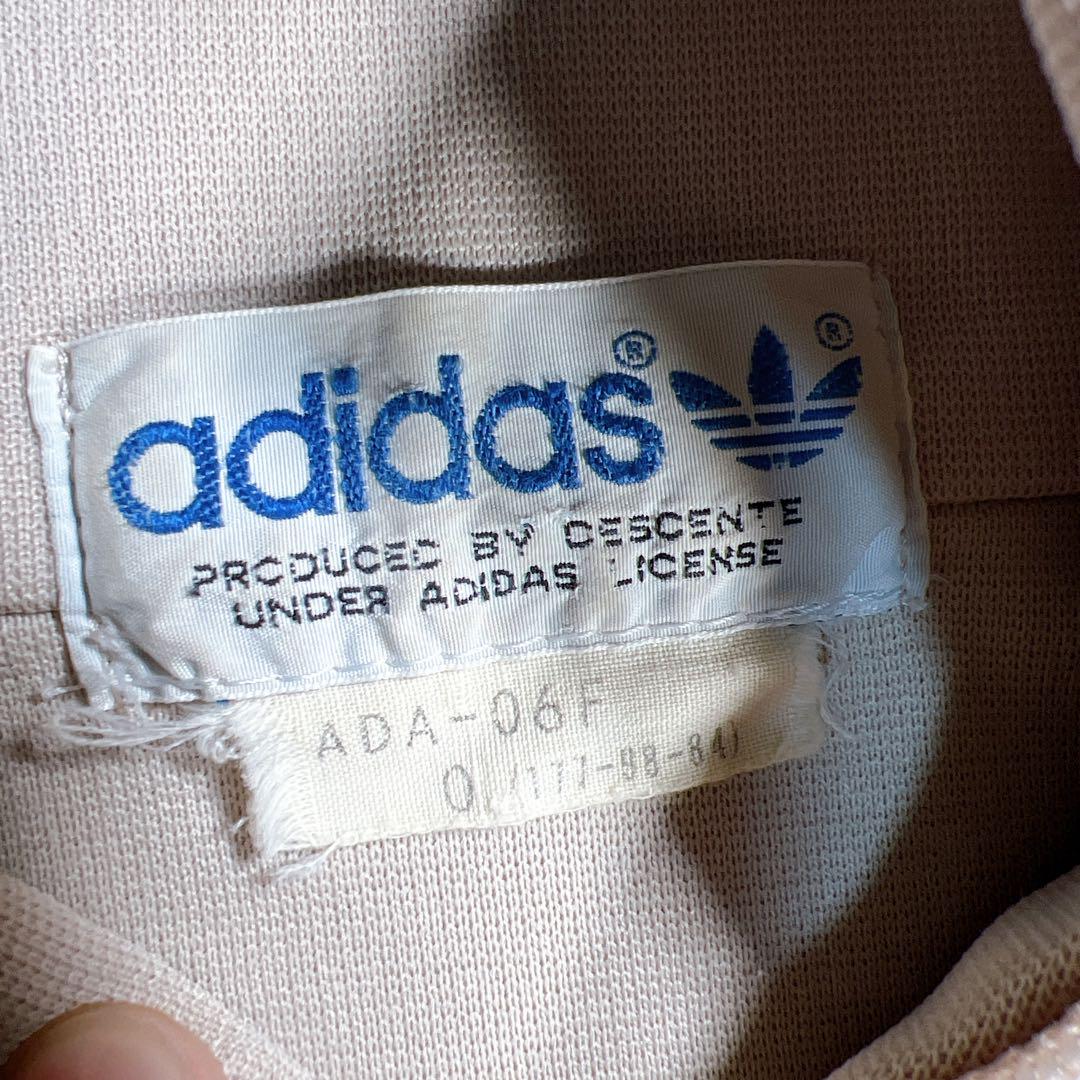 adidas®
®
PRODUCED BY DESCENTE
UNDER ADIDAS LICENSE
ADA-06F
O (177-98-84)